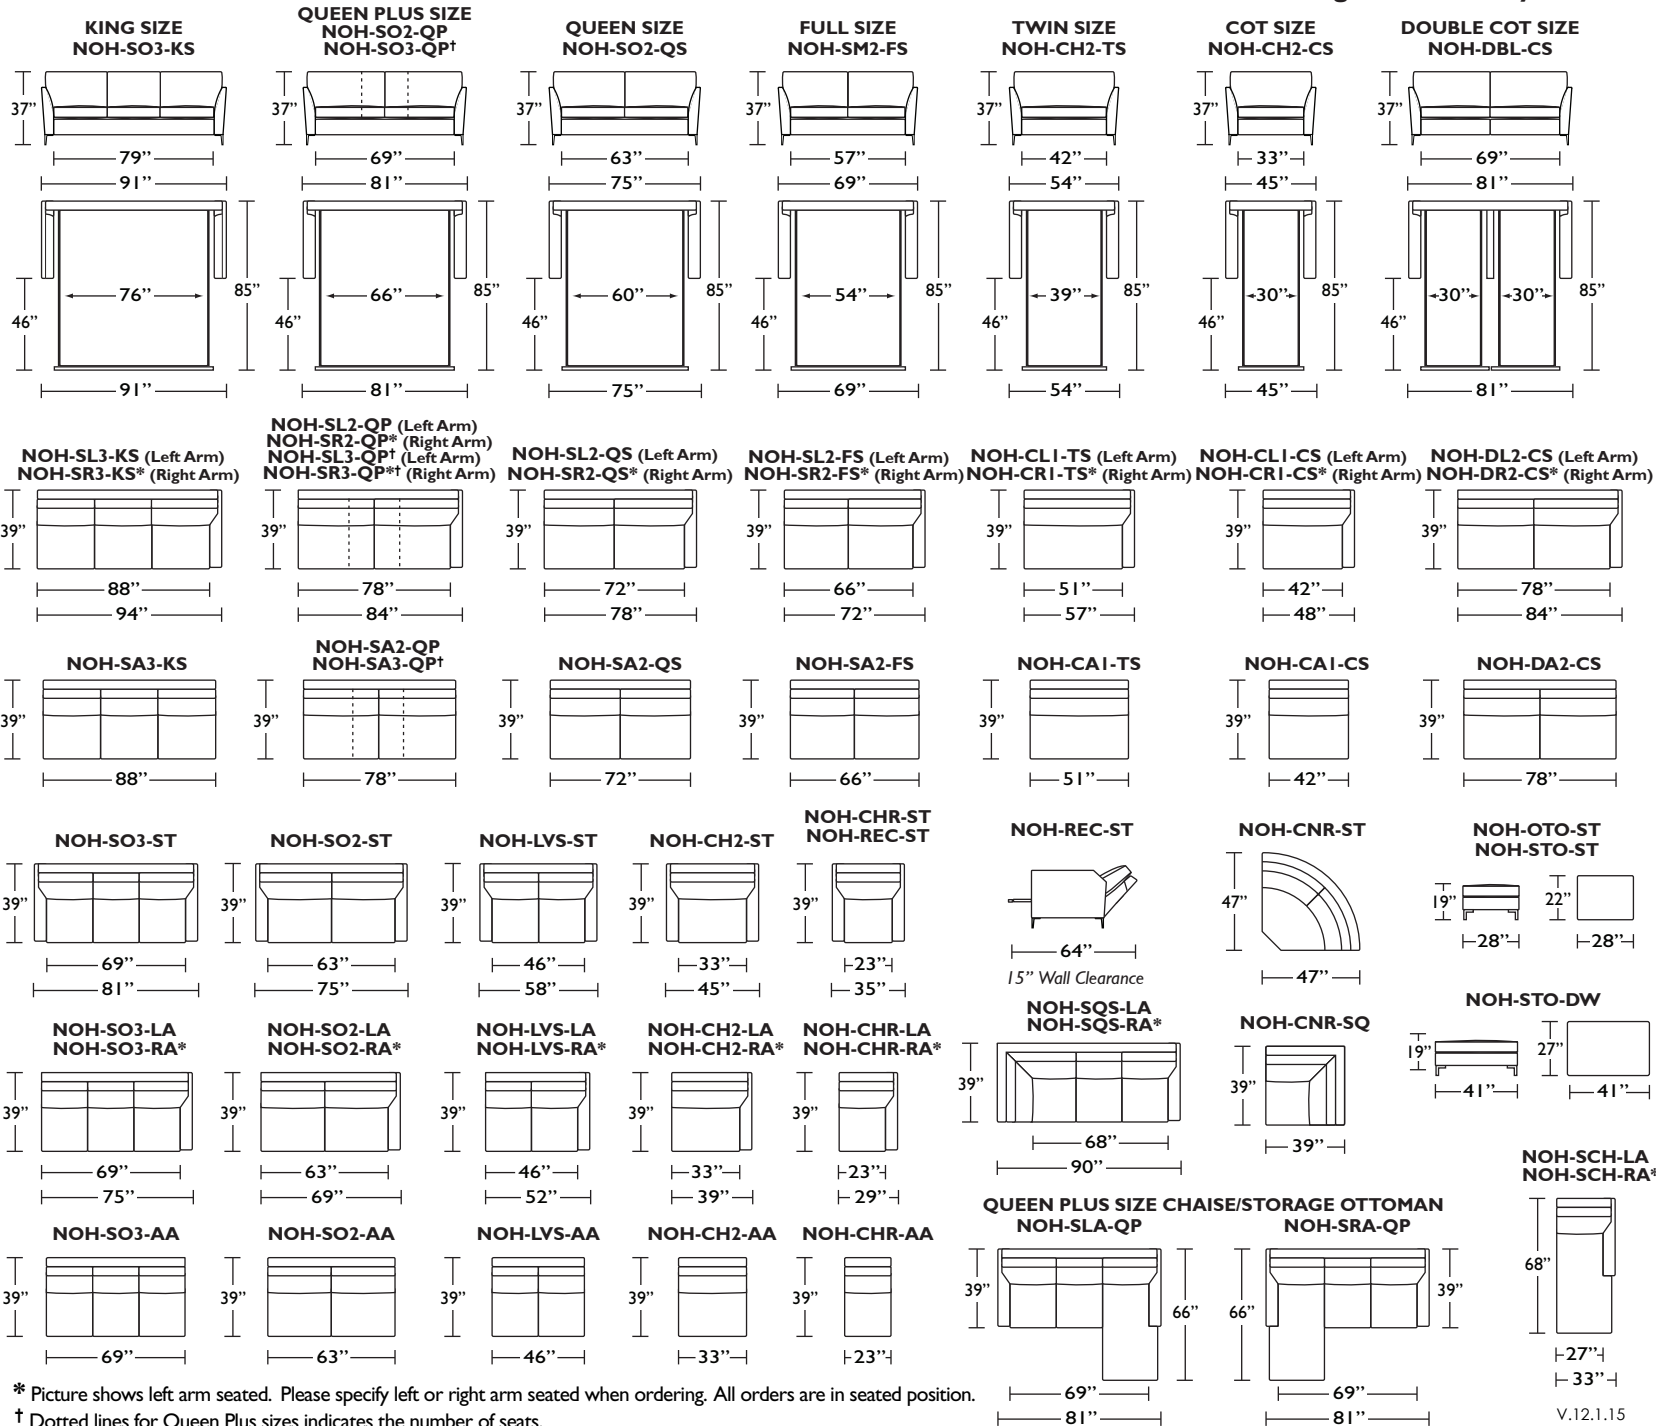 KING SIZE
NOH-SO3-KS
37”
79”
91”
76”
85”
46”
91”
QUEEN PLUS SIZE
NOH-SO2-QP
NOH-SO3-QP†
37”
69”
81”
66”
85”
46”
81”
QUEEN SIZE
NOH-SO2-QS
37”
63”
75”
60”
85”
46”
75”
FULL SIZE
NOH-SM2-FS
37”
57”
69”
54”
85”
46”
69”
TWIN SIZE
NOH-CH2-TS
37”
42”
54”
39”
85”
46”
54”
COT SIZE
NOH-CH2-CS
37”
33”
45”
30”
85”
46”
45”
DOUBLE COT SIZE
NOH-DBL-CS
37”
69”
81”
30” 30”
85”
46”
81”
NOH-SL3-KS (Left Arm)
NOH-SR3-KS* (Right Arm)
39”
88”
94”
NOH-SL2-QP (Left Arm)
NOH-SR2-QP* (Right Arm)
NOH-SL3-QP† (Left Arm)
NOH-SR3-QP*† (Right Arm)
39”
78”
84”
NOH-SL2-QS (Left Arm)
NOH-SR2-QS* (Right Arm)
39”
72”
78”
NOH-SL2-FS (Left Arm)
NOH-SR2-FS* (Right Arm)
39”
66”
72”
NOH-CL1-TS (Left Arm)
NOH-CR1-TS* (Right Arm)
39”
51”
57”
NOH-CL1-CS (Left Arm)
NOH-CR1-CS* (Right Arm)
39”
42”
48”
NOH-DL2-CS (Left Arm)
NOH-DR2-CS* (Right Arm)
39”
78”
84”
NOH-SA3-KS
39”
88”
NOH-SA2-QP
NOH-SA3-QP†
39”
78”
NOH-SA2-QS
39”
72”
NOH-SA2-FS
39”
66”
NOH-CA1-TS
39”
51”
NOH-CA1-CS
39”
42”
NOH-DA2-CS
39”
78”
NOH-SO3-ST
39”
69”
81”
NOH-SO2-ST
39”
63”
75”
NOH-LVS-ST
39”
46”
58”
NOH-CH2-ST
39”
33”
45”
NOH-CHR-ST
NOH-REC-ST
39”
23”
35”
NOH-REC-ST
64”
15” Wall Clearance
NOH-CNR-ST
47”
47”
NOH-OTO-ST
NOH-STO-ST
19”
28”
22”
28”
NOH-SO3-LA
NOH-SO3-RA*
39”
69”
75”
NOH-SO2-LA
NOH-SO2-RA*
39”
63”
69”
NOH-LVS-LA
NOH-LVS-RA*
39”
46”
52”
NOH-CH2-LA
NOH-CH2-RA*
39”
33”
39”
NOH-CHR-LA
NOH-CHR-RA*
39”
23”
29”
NOH-SQS-LA
NOH-SQS-RA*
39”
68”
90”
NOH-CNR-SQ
39”
39”
NOH-STO-DW
19”
41”
27”
41”
NOH-SO3-AA
39”
69”
NOH-SO2-AA
39”
63”
NOH-LVS-AA
39”
46”
NOH-CH2-AA
39”
33”
NOH-CHR-AA
39”
23”
QUEEN PLUS SIZE CHAISE/STORAGE OTTOMAN
NOH-SLA-QP
39”
66”
69”
81”
NOH-SRA-QP
66”
39”
69”
81”
NOH-SCH-LA
NOH-SCH-RA*
68”
27”
33”
* Picture shows left arm seated. Please specify left or right arm seated when ordering. All orders are in seated position.
† Dotted lines for Queen Plus sizes indicates the number of seats.
V.12.1.15